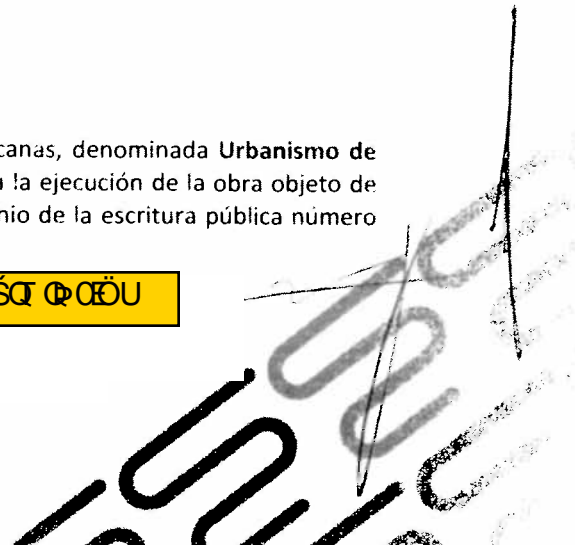 canas, denominada Urbanismo de
la ejecución de la obra objeto de
nio de la escritura pública número